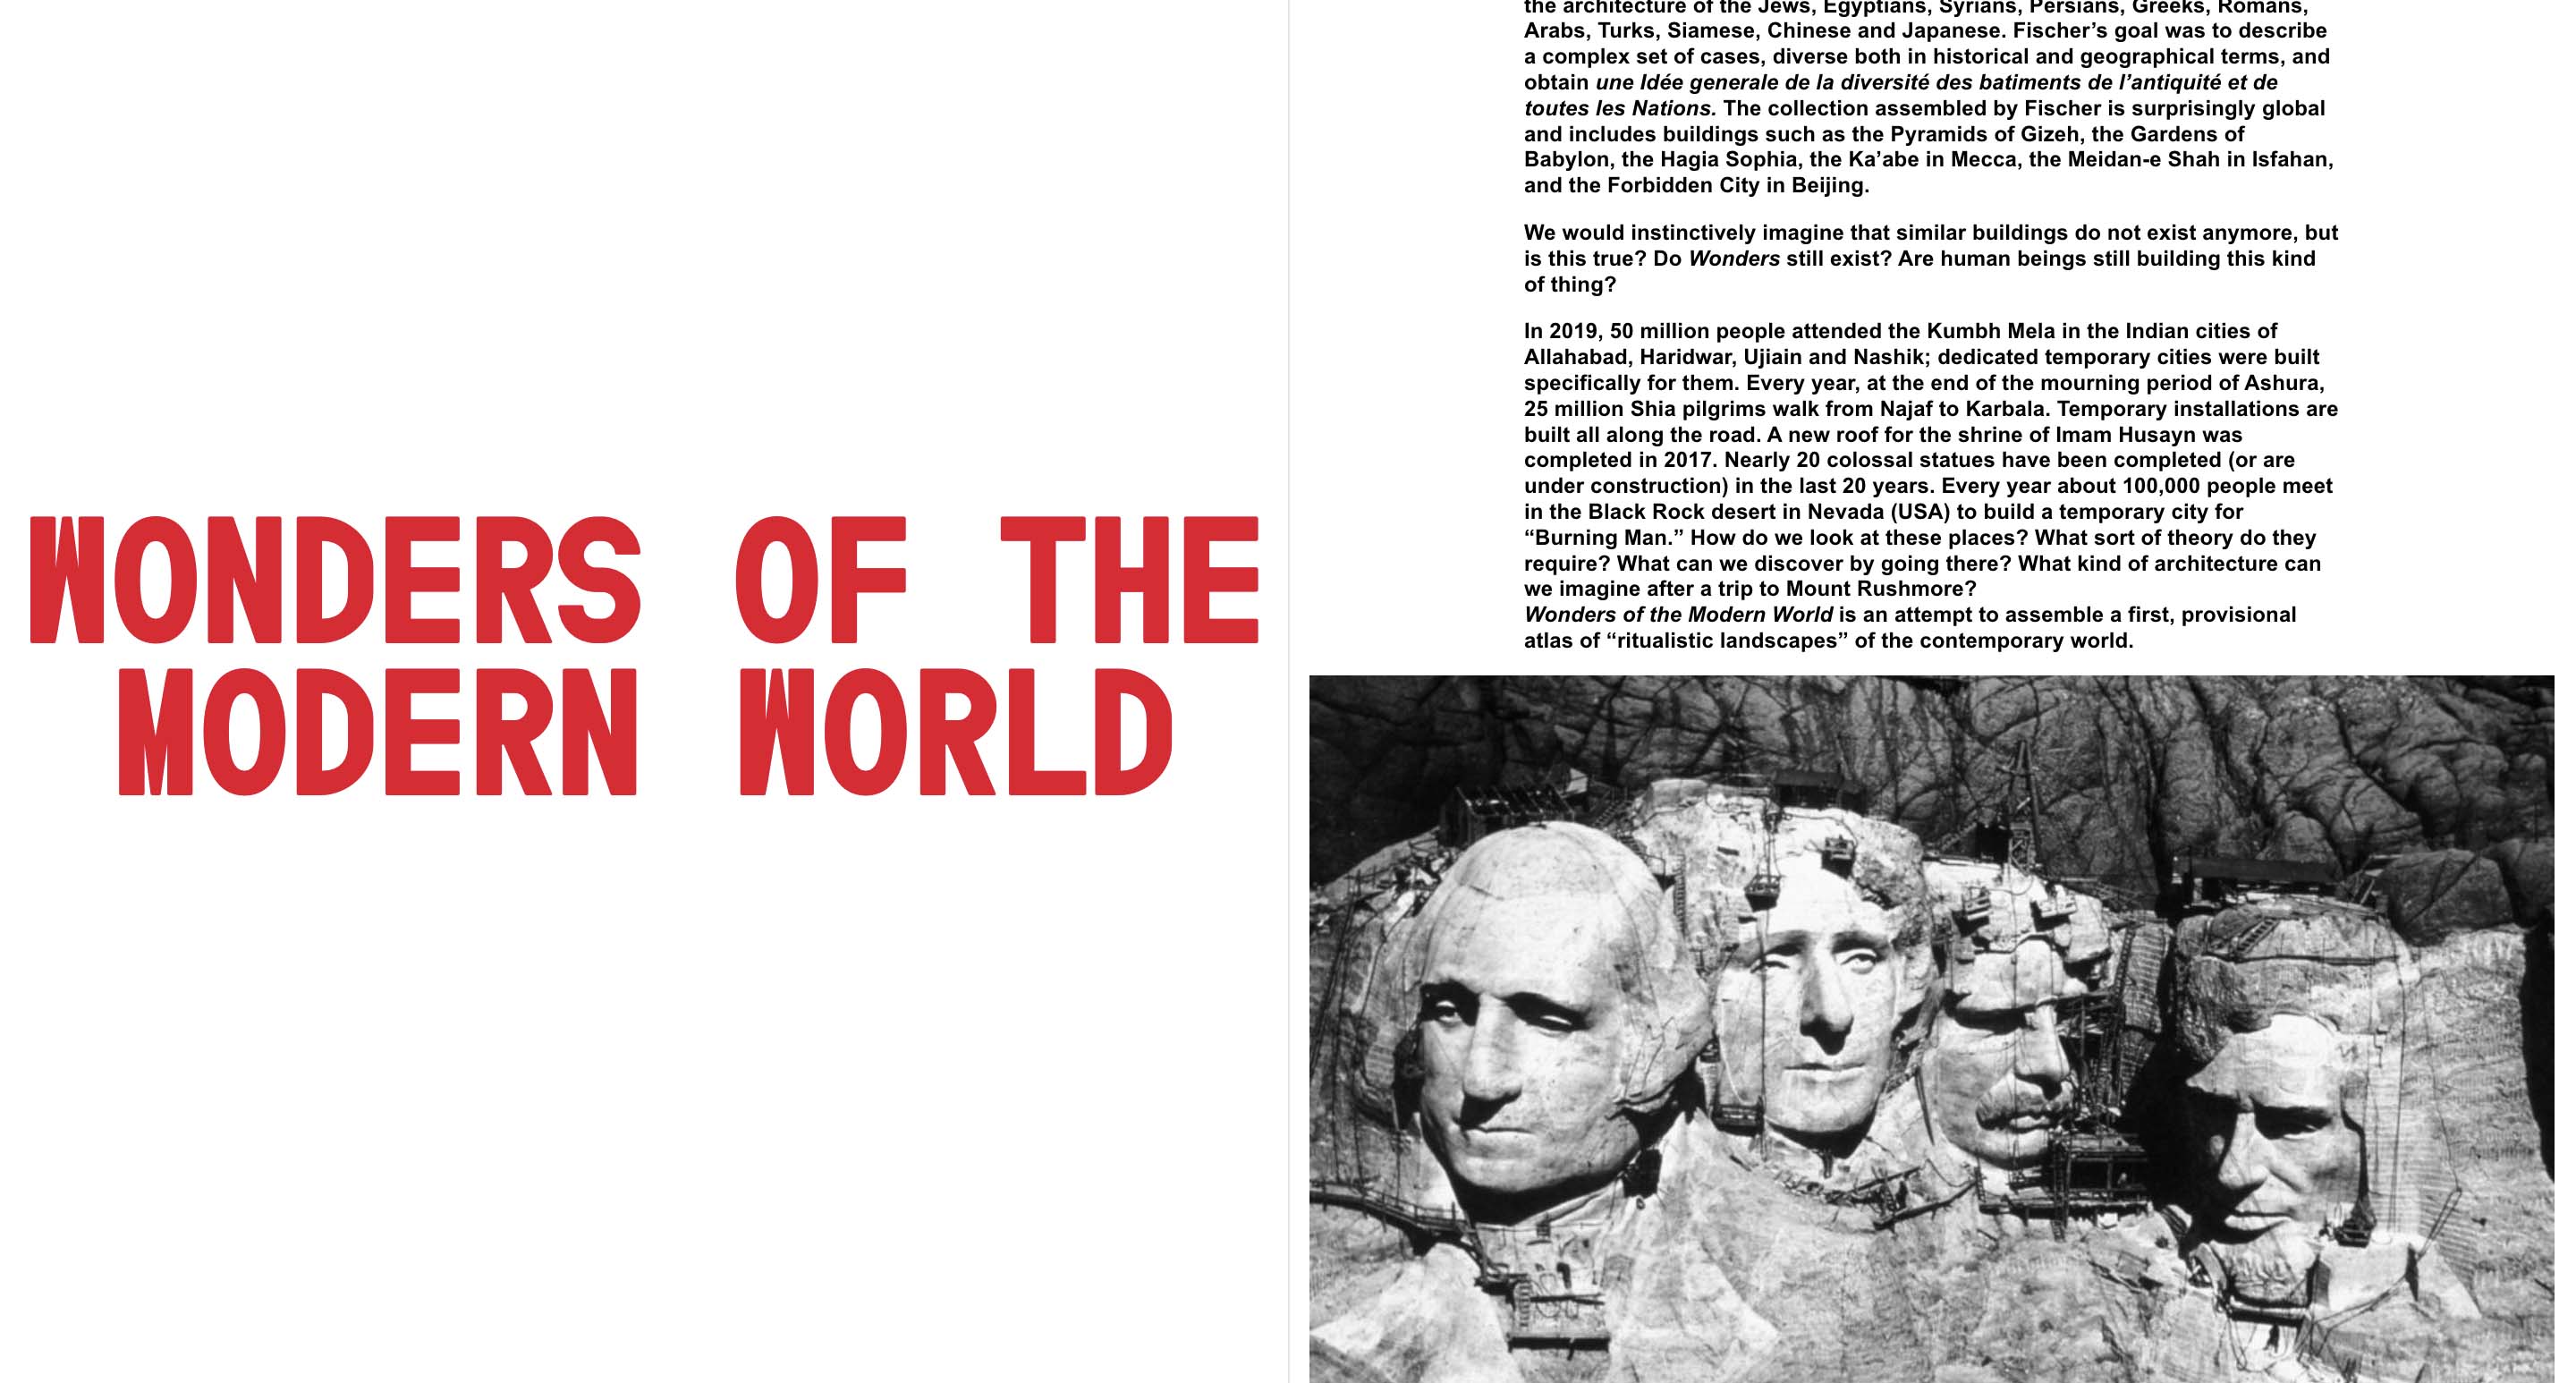 WONDERS OF THE
MODERN WORLD
the architecture of the Jews, Egyptians, Syrians, Persians, Greeks, Romans,
Arabs, Turks, Siamese, Chinese and Japanese. Fischer’s goal was to describe
a complex set of cases, diverse both in historical and geographical terms, and
obtain une Idée generale de la diversité des batiments de l’antiquité et de
toutes les Nations. The collection assembled by Fischer is surprisingly global
and includes buildings such as the Pyramids of Gizeh, the Gardens of
Babylon, the Hagia Sophia, the Ka’abe in Mecca, the Meidan-e Shah in Isfahan,
and the Forbidden City in Beijing.
We would instinctively imagine that similar buildings do not exist anymore, but
is this true? Do Wonders still exist? Are human beings still building this kind
of thing?
In 2019, 50 million people attended the Kumbh Mela in the Indian cities of
Allahabad, Haridwar, Ujiain and Nashik; dedicated temporary cities were built
specifically for them. Every year, at the end of the mourning period of Ashura,
25 million Shia pilgrims walk from Najaf to Karbala. Temporary installations are
built all along the road. A new roof for the shrine of Imam Husayn was
completed in 2017. Nearly 20 colossal statues have been completed (or are
under construction) in the last 20 years. Every year about 100,000 people meet
in the Black Rock desert in Nevada (USA) to build a temporary city for
“Burning Man.” How do we look at these places? What sort of theory do they
require? What can we discover by going there? What kind of architecture can
we imagine after a trip to Mount Rushmore?
Wonders of the Modern World is an attempt to assemble a first, provisional
atlas of “ritualistic landscapes” of the contemporary world.